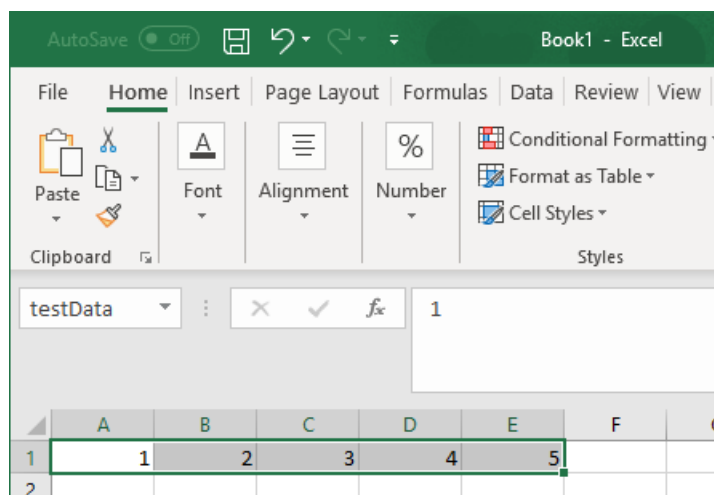 AutoSave Off Book1 - Excel
File Home Insert Page Layout Formulas Data Review View
Paste Font Alignment Number Conditional Formatting
Format as Table
Cell Styles
Clipboard Styles
testData fx 1
A B C D E F
1 1 2 3 4 5
2